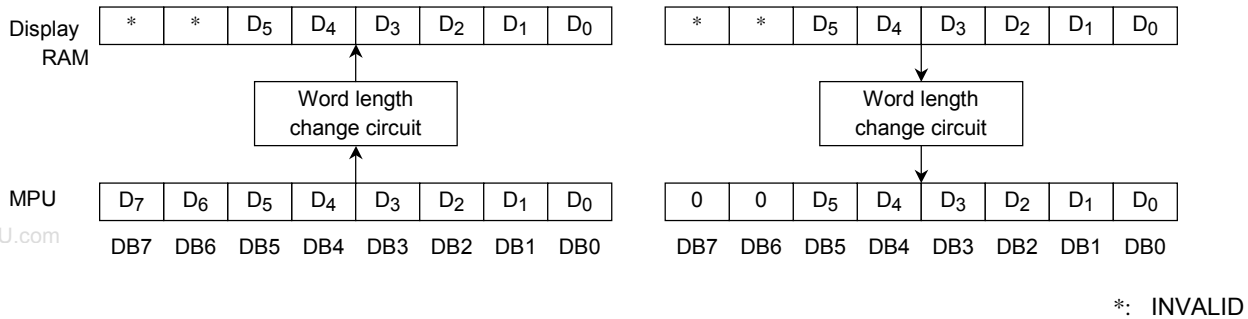 Display RAM * * D5 D4 D3 D2 D1 D0 * * D5 D4 D3 D2 D1 D0
Word length change circuit Word length change circuit
MPU D7 D6 D5 D4 D3 D2 D1 D0 0 0 D5 D4 D3 D2 D1 D0
U.com
DB7 DB6 DB5 DB4 DB3 DB2 DB1 DB0 DB7 DB6 DB5 DB4 DB3 DB2 DB1 DB0
*: INVALID